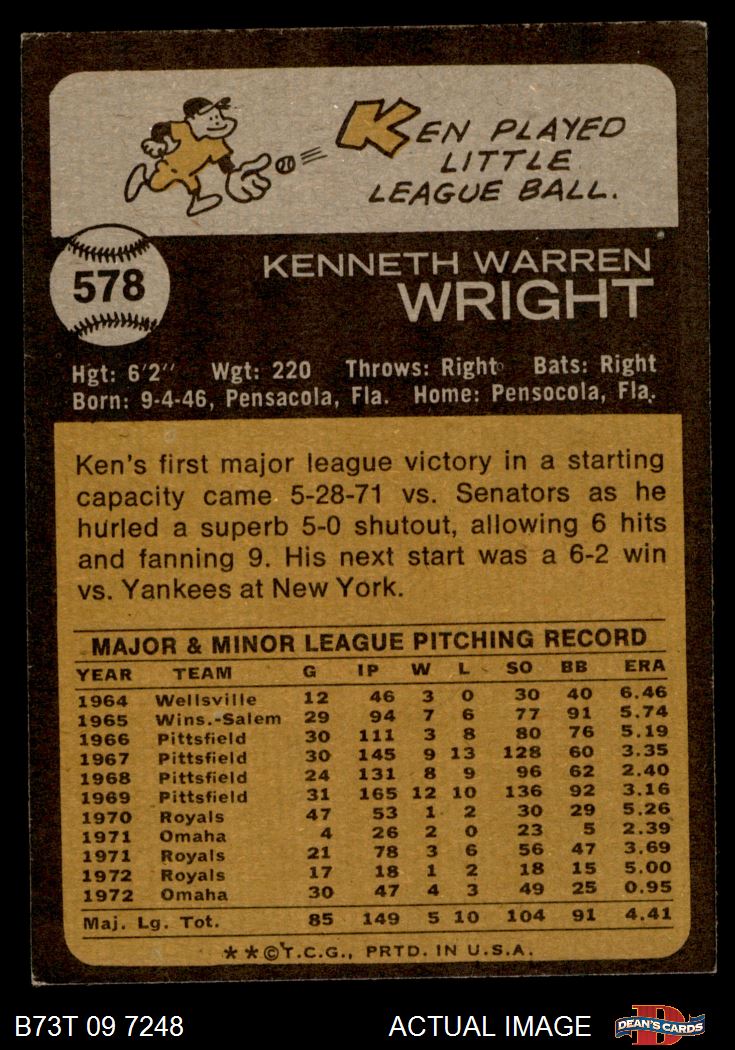 KEN PLAYED
LITTLE
LEAGUE BALL.
578
KENNETH WARREN
WRIGHT
Hgt: 6'2" Wgt: 220 Throws: Right Bats: Right
Born: 9-4-46, Pensacola, Fla. Home: Pensocola, Fla.
Ken's first major league victory in a starting
capacity came 5-28-71 vs. Senators as he
hurled a superb 5-0 shutout, allowing 6 hits
and fanning 9. His next start was a 6-2 win
vs. Yankees at New York.
MAJOR & MINOR LEAGUE PITCHING RECORD
YEAR TEAM G IP W L SO BB ERA
1964 Wellsville 12 46 3 0 30 40 6.46
1965 Wins.-Salem 29 94 7 6 77 91 5.74
1966 Pittsfield 30 111 3 8 80 76 5.19
1967 Pittsfield 30 145 9 13 128 60 3.35
1968 Pittsfield 24 131 8 9 96 62 2.40
1969 Pittsfield 31 165 12 10 136 92 3.16
1970 Royals 47 53 1 2 30 29 5.26
1971 Omaha 4 26 2 0 23 5 2.39
1971 Royals 21 78 3 6 56 47 3.69
1972 Royals 17 18 1 2 18 15 5.00
1972 Omaha 30 47 4 3 49 25 0.95
Maj. Lg. Tot. 85 149 5 10 104 91 4.41
**©T.C.G., PRTD. IN U.S.A.
B73T 09 7248 ACTUAL IMAGE D DEAN'S CARDS